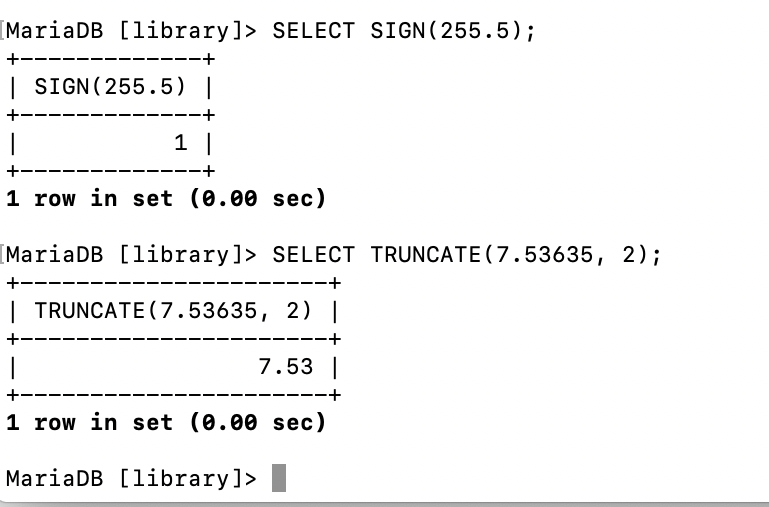 [MariaDB [library]> SELECT SIGN(255.5);
+-------------+
| SIGN(255.5) |
+-------------+
|           1 |
+-------------+
1 row in set (0.00 sec)
[MariaDB [library]> SELECT TRUNCATE(7.53635, 2);
+----------------------+
| TRUNCATE(7.53635, 2) |
+----------------------+
|                 7.53 |
+----------------------+
1 row in set (0.00 sec)
MariaDB [library]>